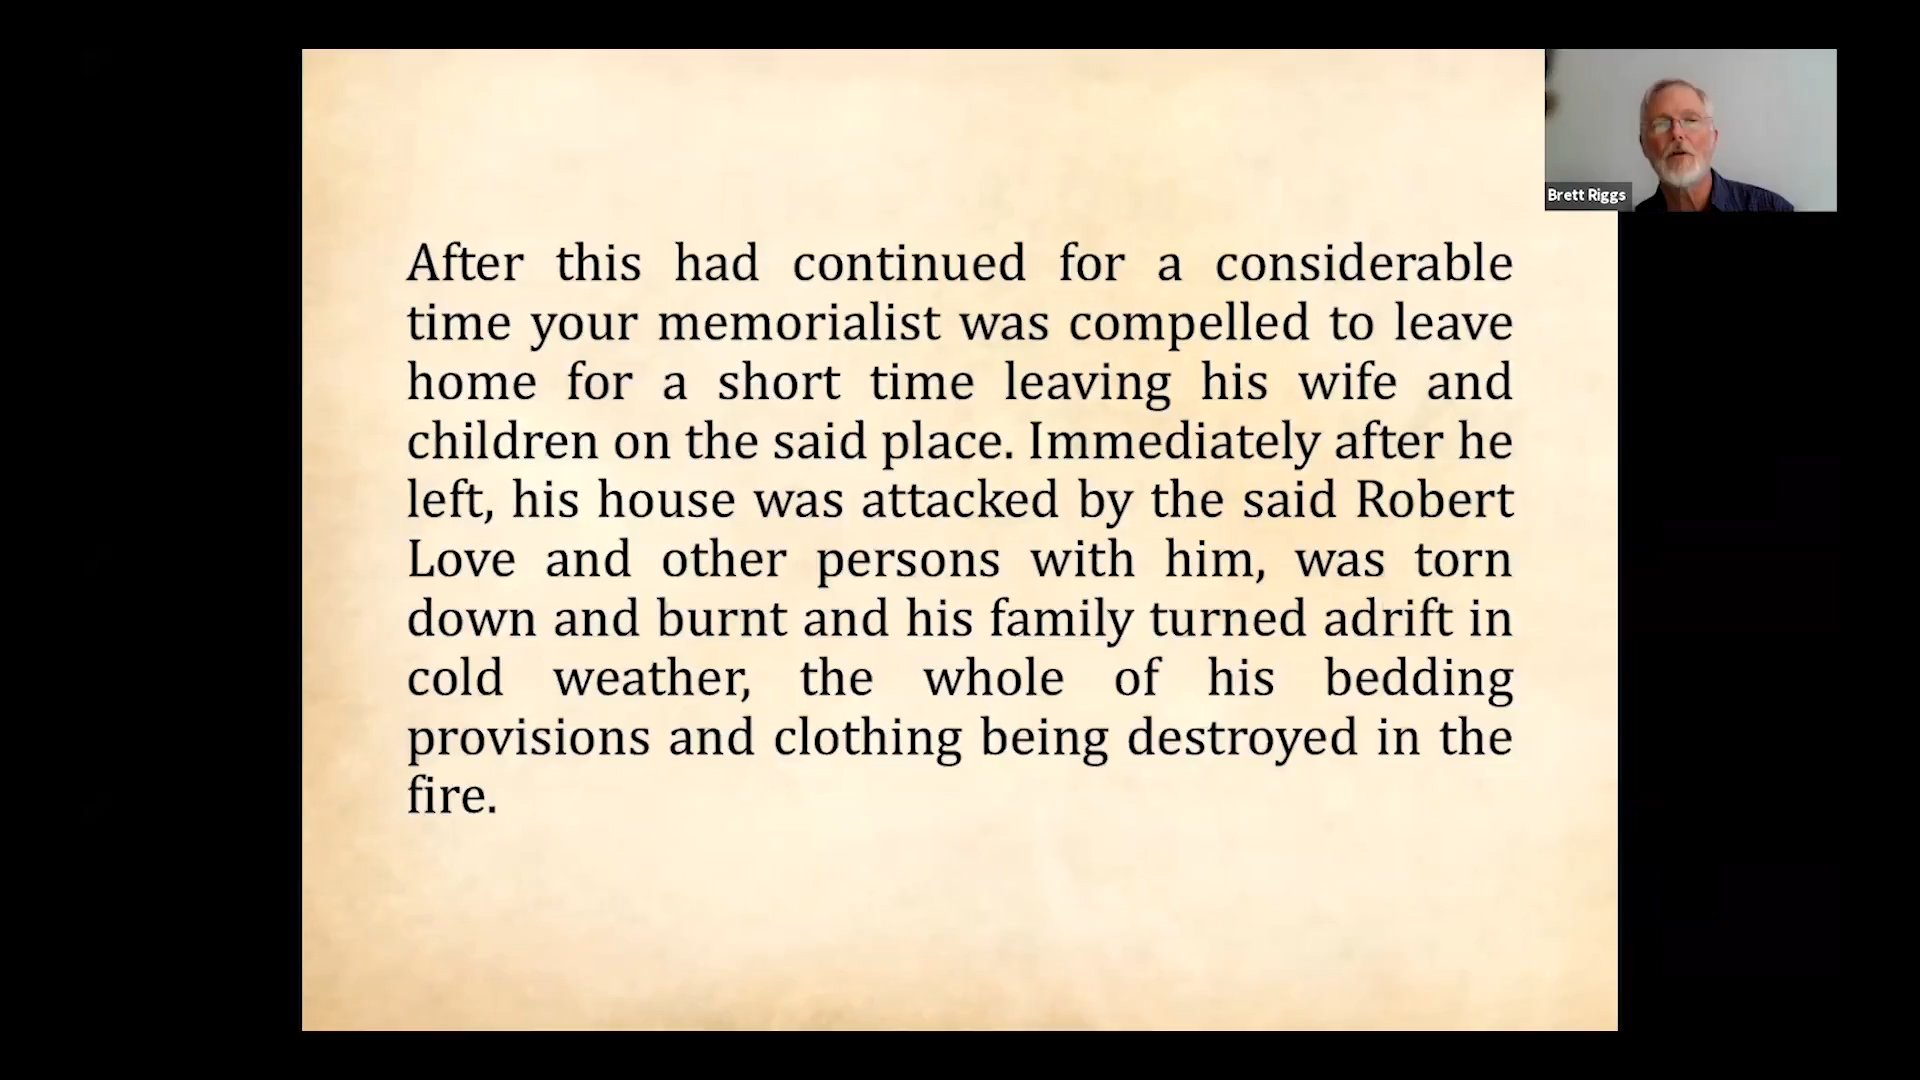 Brett Riggs
After this had continued for a considerable
time your memorialist was compelled to leave
home for a short time leaving his wife and
children on the said place. Immediately after he
left, his house was attacked by the said Robert
Love and other persons with him, was torn
down and burnt and his family turned adrift in
cold weather, the whole of his bedding
provisions and clothing being destroyed in the
fire.